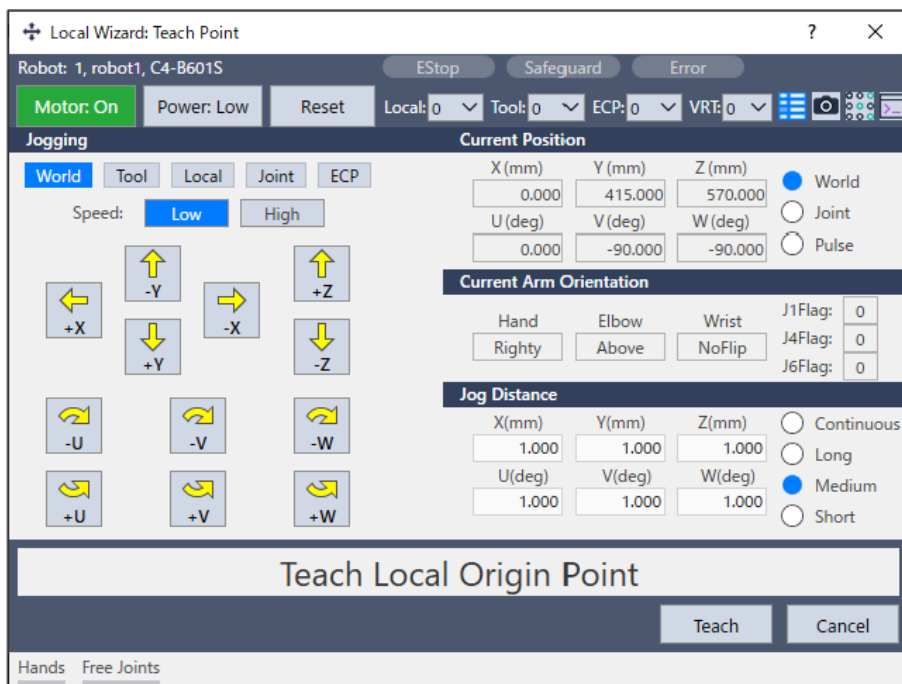 Local Wizard: Teach Point
Robot: 1, robot1, C4-B601S EStop Safeguard Error
Motor: On Power: Low Reset Local: 0 Tool: 0 ECP: 0 VRT: 0
Jogging
World Tool Local Joint ECP
Speed: Low High
-Y
+Z
+X
-X
+Y
-Z
-U -V -W
+U +V +W
Current Position
X (mm) Y (mm) Z (mm)
0.000 415.000 570.000
U (deg) V (deg) W (deg)
0.000 -90.000 -90.000
World
Joint
Pulse
Current Arm Orientation
Hand Elbow Wrist
Righty Above NoFlip
J1Flag: 0
J4Flag: 0
J6Flag: 0
Jog Distance
X(mm) Y(mm) Z(mm)
1.000 1.000 1.000
U(deg) V(deg) W(deg)
1.000 1.000 1.000
Continuous
Long
Medium
Short
Teach Local Origin Point
Teach Cancel
Hands Free Joints